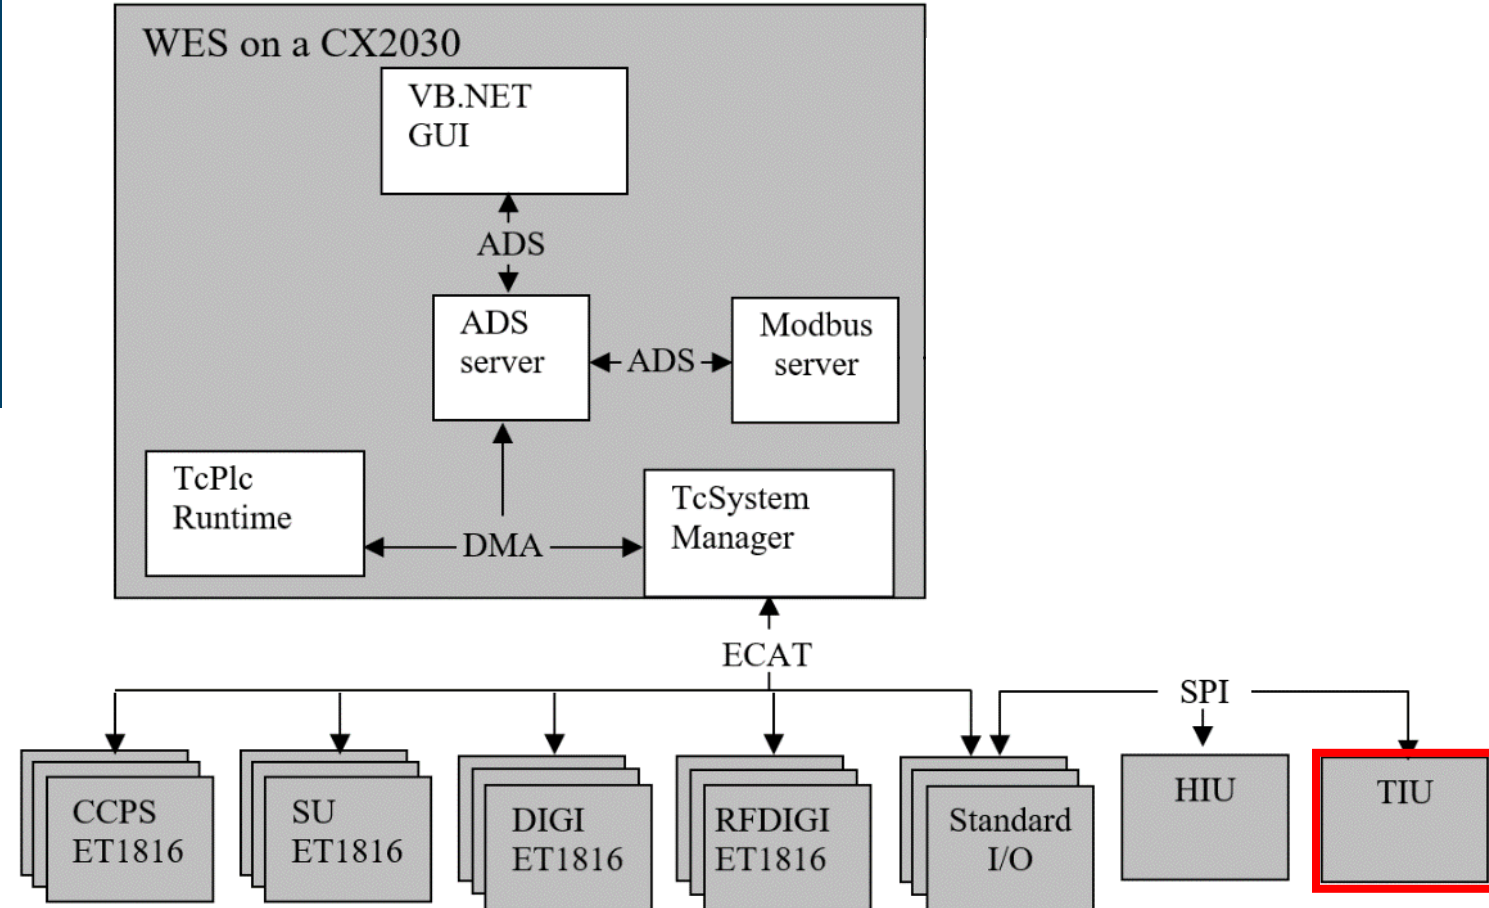 WES on a CX2030
VB.NET
GUI
ADS
ADS
server
ADS
Modbus
server
TcPlc
Runtime
DMA
TcSystem
Manager
ECAT
SPI
CCPS
ET1816
SU
ET1816
DIGI
ET1816
RFDIGI
ET1816
Standard
I/O
HIU
TIU